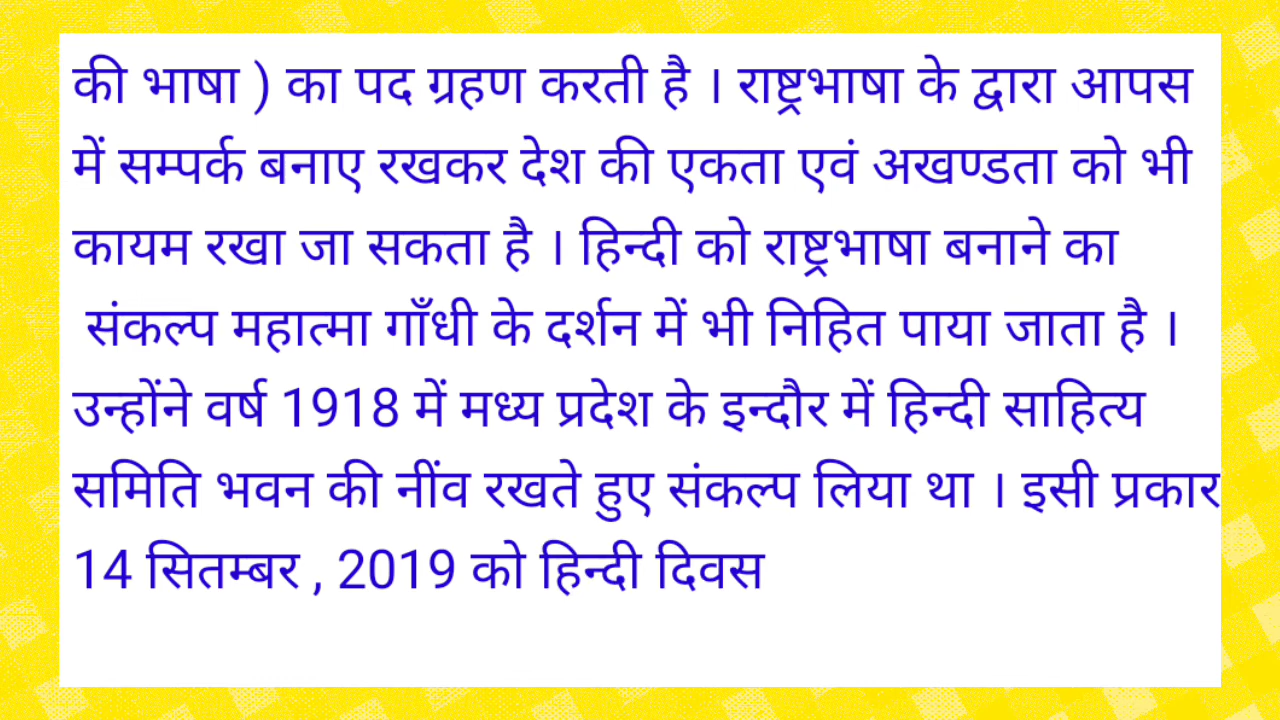 की भाषा ) का पद ग्रहण करती है । राष्ट्रभाषा के द्वारा आपस
में सम्पर्क बनाए रखकर देश की एकता एवं अखण्डता को भी
कायम रखा जा सकता है । हिन्दी को राष्ट्रभाषा बनाने का
संकल्प महात्मा गाँधी के दर्शन में भी निहित पाया जाता है ।
उन्होंने वर्ष 1918 में मध्य प्रदेश के इन्दौर में हिन्दी साहित्य
समिति भवन की नींव रखते हुए संकल्प लिया था । इसी प्रकार
14 सितम्बर , 2019 को हिन्दी दिवस